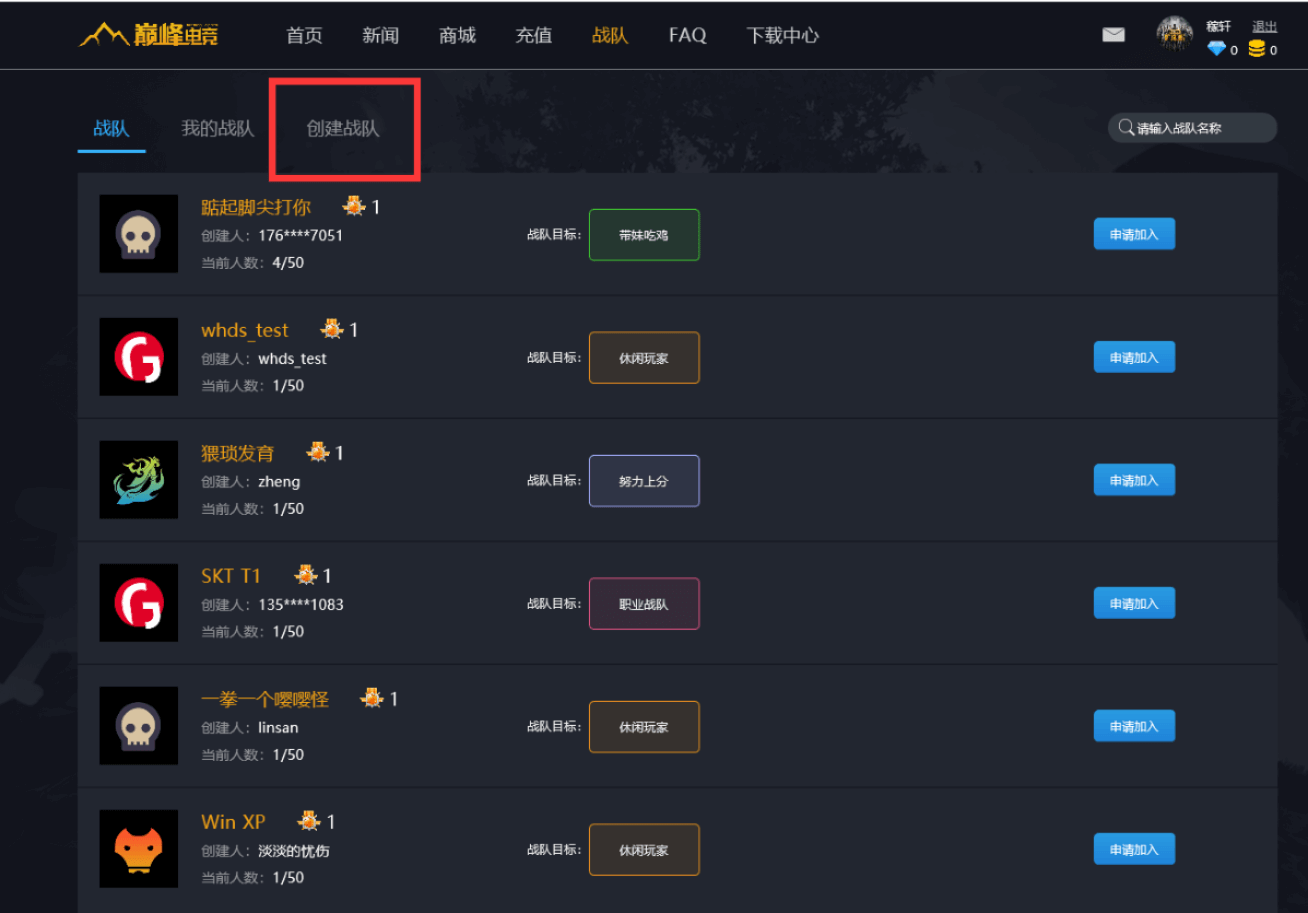 巅峰电竞 首页 新闻 商城 充值 战队 FAQ 下载中心 稼轩 退出
0 0
战队 我的战队 创建战队 请输入战队名称
踮起脚尖打你 1
创建人：176****7051 战队目标： 带妹吃鸡 申请加入
当前人数：4/50
whds_test 1
创建人：whds_test 战队目标： 休闲玩家 申请加入
当前人数：1/50
猥琐发育 1
创建人：zheng 战队目标： 努力上分 申请加入
当前人数：1/50
SKT T1 1
创建人：135****1083 战队目标： 职业战队 申请加入
当前人数：1/50
一拳一个嘤嘤怪 1
创建人：linsan 战队目标： 休闲玩家 申请加入
当前人数：1/50
Win XP 1
创建人：淡淡的忧伤 战队目标： 休闲玩家 申请加入
当前人数：1/50